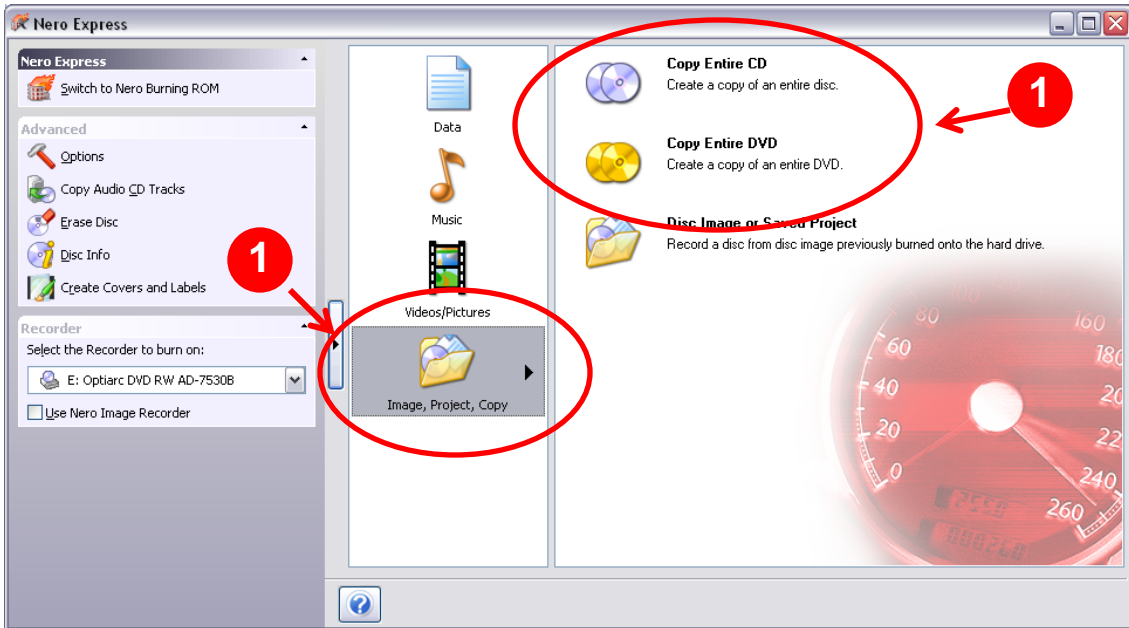 Nero Express
Nero Express
Switch to Nero Burning ROM
Advanced
Options
Copy Audio CD Tracks
Erase Disc
Disc Info
Create Covers and Labels
Recorder
Select the Recorder to burn on:
E: Optiarc DVD RW AD-7530B
Use Nero Image Recorder
1
Data
Music
Videos/Pictures
Image, Project, Copy
Copy Entire CD
Create a copy of an entire disc.
1
Copy Entire DVD
Create a copy of an entire DVD.
Disc Image or Saved Project
Record a disc from disc image previously burned onto the hard drive.
0
20
40
60
80
160
180
20
22
240
260
?